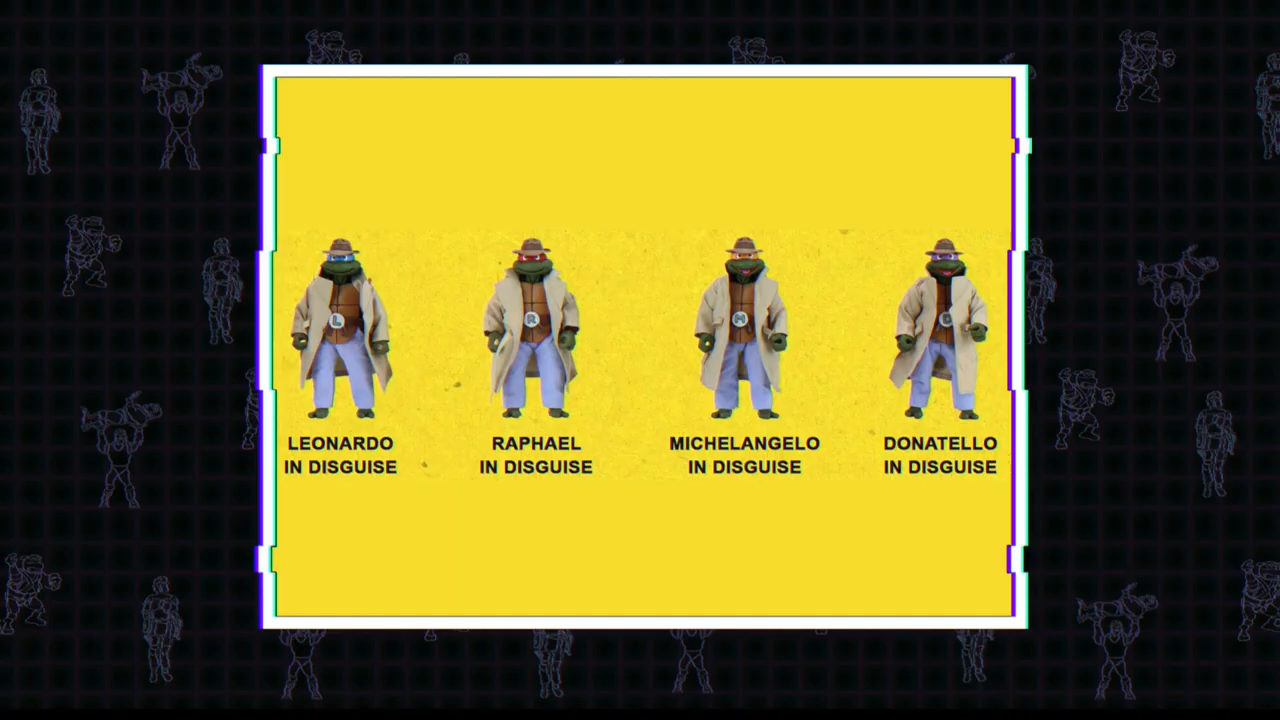 L
R
M
D
LEONARDO
IN DISGUISE
RAPHAEL
IN DISGUISE
MICHELANGELO
IN DISGUISE
DONATELLO
IN DISGUISE